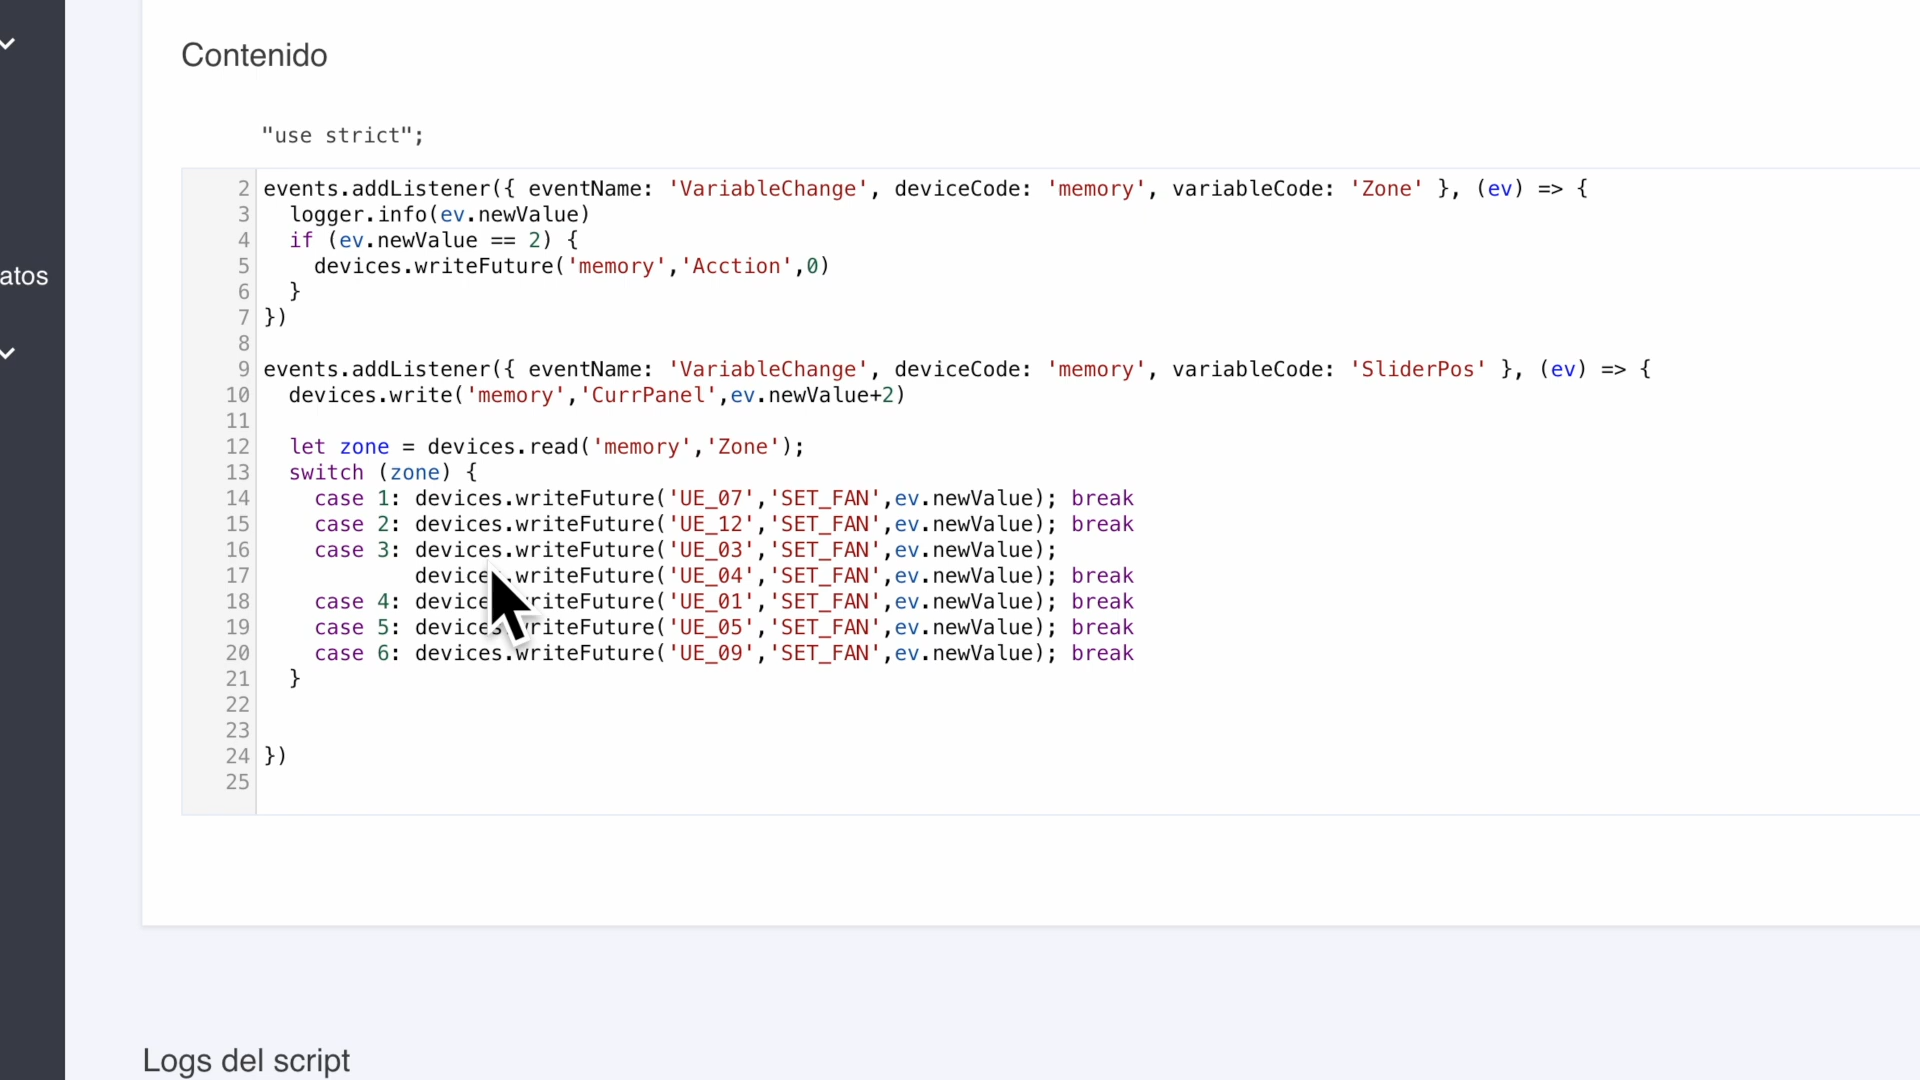 Contenido
"use strict";
atos
2 events.addListener({ eventName: 'VariableChange', deviceCode: 'memory', variableCode: 'Zone' }, (ev) => {
3 logger.info(ev.newValue)
4 if (ev.newValue == 2) {
5 devices.writeFuture('memory','Acction',0)
6 }
7 })
8
9 events.addListener({ eventName: 'VariableChange', deviceCode: 'memory', variableCode: 'SliderPos' }, (ev) => {
10 devices.write('memory','CurrPanel',ev.newValue+2)
11
12 let zone = devices.read('memory','Zone');
13 switch (zone) {
14 case 1: devices.writeFuture('UE_07','SET_FAN',ev.newValue); break
15 case 2: devices.writeFuture('UE_12','SET_FAN',ev.newValue); break
16 case 3: devices.writeFuture('UE_03','SET_FAN',ev.newValue);
17 devices.writeFuture('UE_04','SET_FAN',ev.newValue); break
18 case 4: devices.writeFuture('UE_01','SET_FAN',ev.newValue); break
19 case 5: devices.writeFuture('UE_05','SET_FAN',ev.newValue); break
20 case 6: devices.writeFuture('UE_09','SET_FAN',ev.newValue); break
21 }
22
23
24 })
25
Logs del script